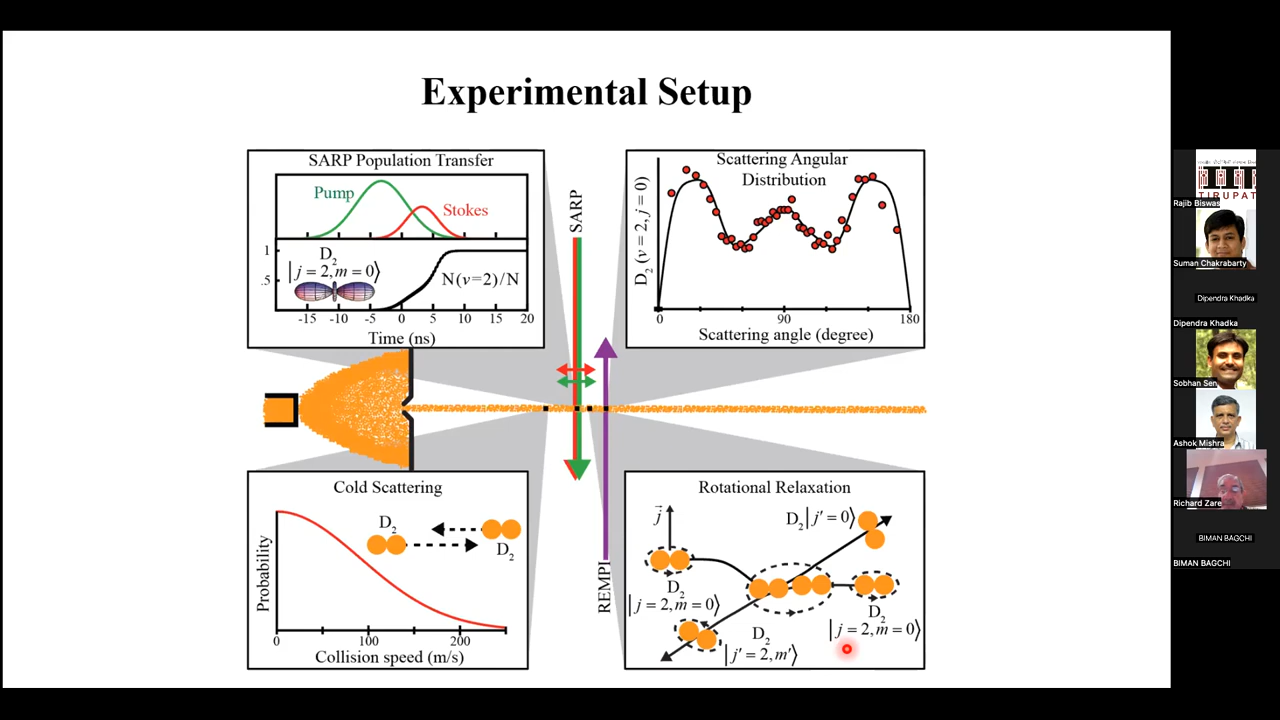 Experimental Setup
SARP Population Transfer
Pump
Stokes
1
.5
D2
|j = 2, m = 0⟩
N(v=2)/N
-15 -10 -5 0 5 10 15 20
Time (ns)
SARP
Scattering Angular
Distribution
D2 (v = 2, j = 0)
0 90 180
Scattering angle (degree)
Cold Scattering
Probability
D2
D2
0 100 200
Collision speed (m/s)
REMPI
Rotational Relaxation
j⃗
D2|j′ = 0⟩
D2
|j = 2, m = 0⟩
D2
|j = 2, m = 0⟩
D2
|j′ = 2, m′⟩
TIRUPAT
Rajib Biswas
Suman Chakrabarty
Dipendra Khadka
Dipendra Khadka
Sobhan Sen
Ashok Mishra
Richard Zare
BIMAN BAGCHI
BIMAN BAGCHI